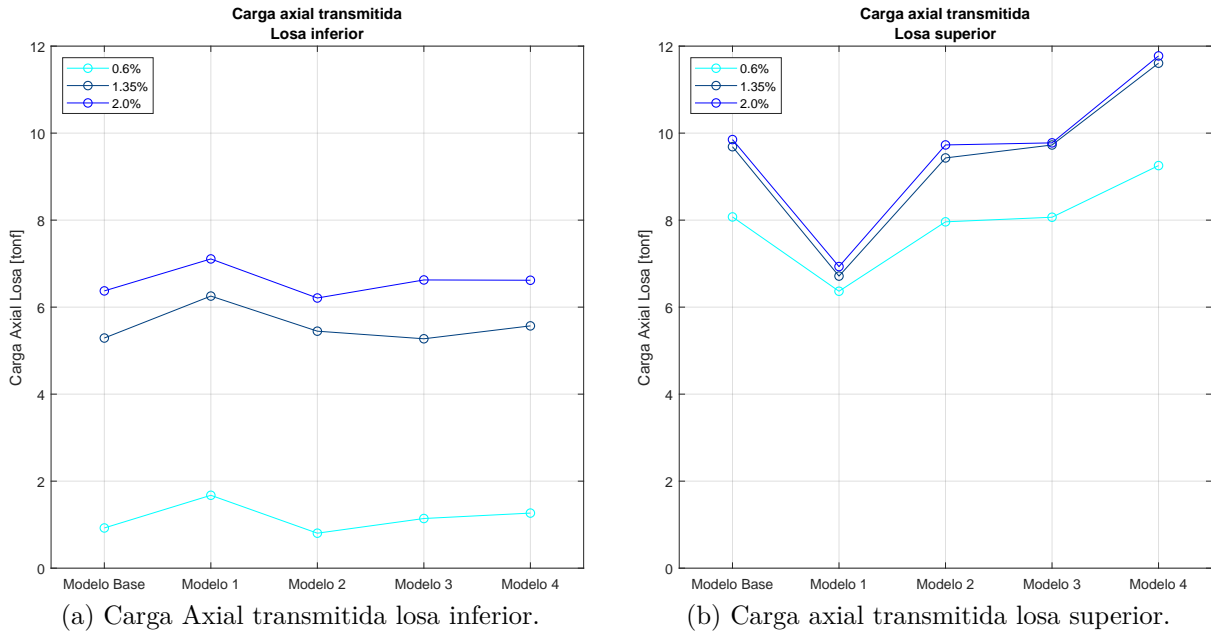 Carga axial transmitida
Losa inferior
12
10
8
6
4
2
0
Carga Axial Losa [tonf]
0.6%
1.35%
2.0%
Modelo Base Modelo 1 Modelo 2 Modelo 3 Modelo 4
(a) Carga Axial transmitida losa inferior.
Carga axial transmitida
Losa superior
12
10
8
6
4
2
0
Carga Axial Losa [tonf]
0.6%
1.35%
2.0%
Modelo Base Modelo 1 Modelo 2 Modelo 3 Modelo 4
(b) Carga axial transmitida losa superior.